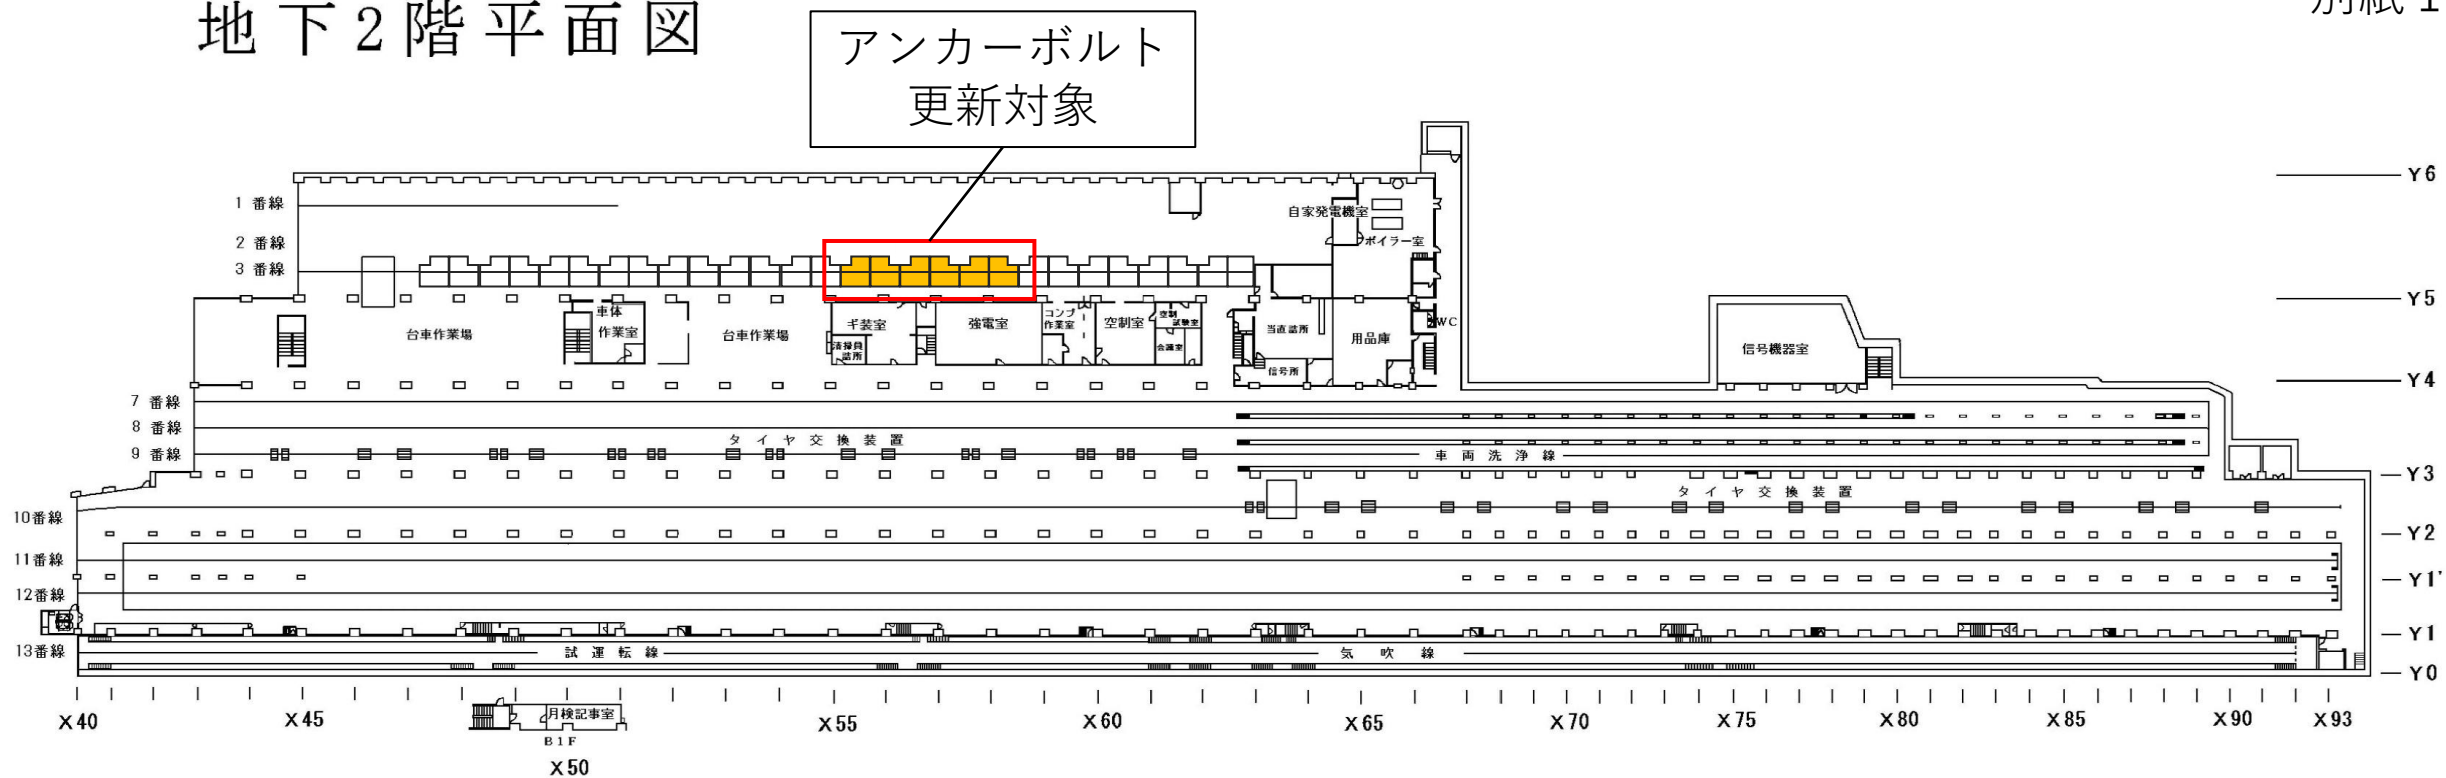 地下2階平面図
別紙1
アンカーボルト
更新対象
Y6
1 番線
自家発電機室
2 番線
ボイラー室
3 番線
Y5
車体
作業室
台車作業場
台車作業場
ギ装室
清掃員
詰所
強電室
コンプ
作業室
空制室
空制
試験室
会議室
当直詰所
信号所
用品庫
WC
信号機器室
Y4
7 番線
8 番線
タイヤ交換装置
9 番線
車両洗浄線
Y3
タイヤ交換装置
10番線
Y2
11番線
Y1'
12番線
Y1
13番線
試運転線
気吹線
Y0
X40
X45
月検記事室
B1F
X50
X55
X60
X65
X70
X75
X80
X85
X90
X93